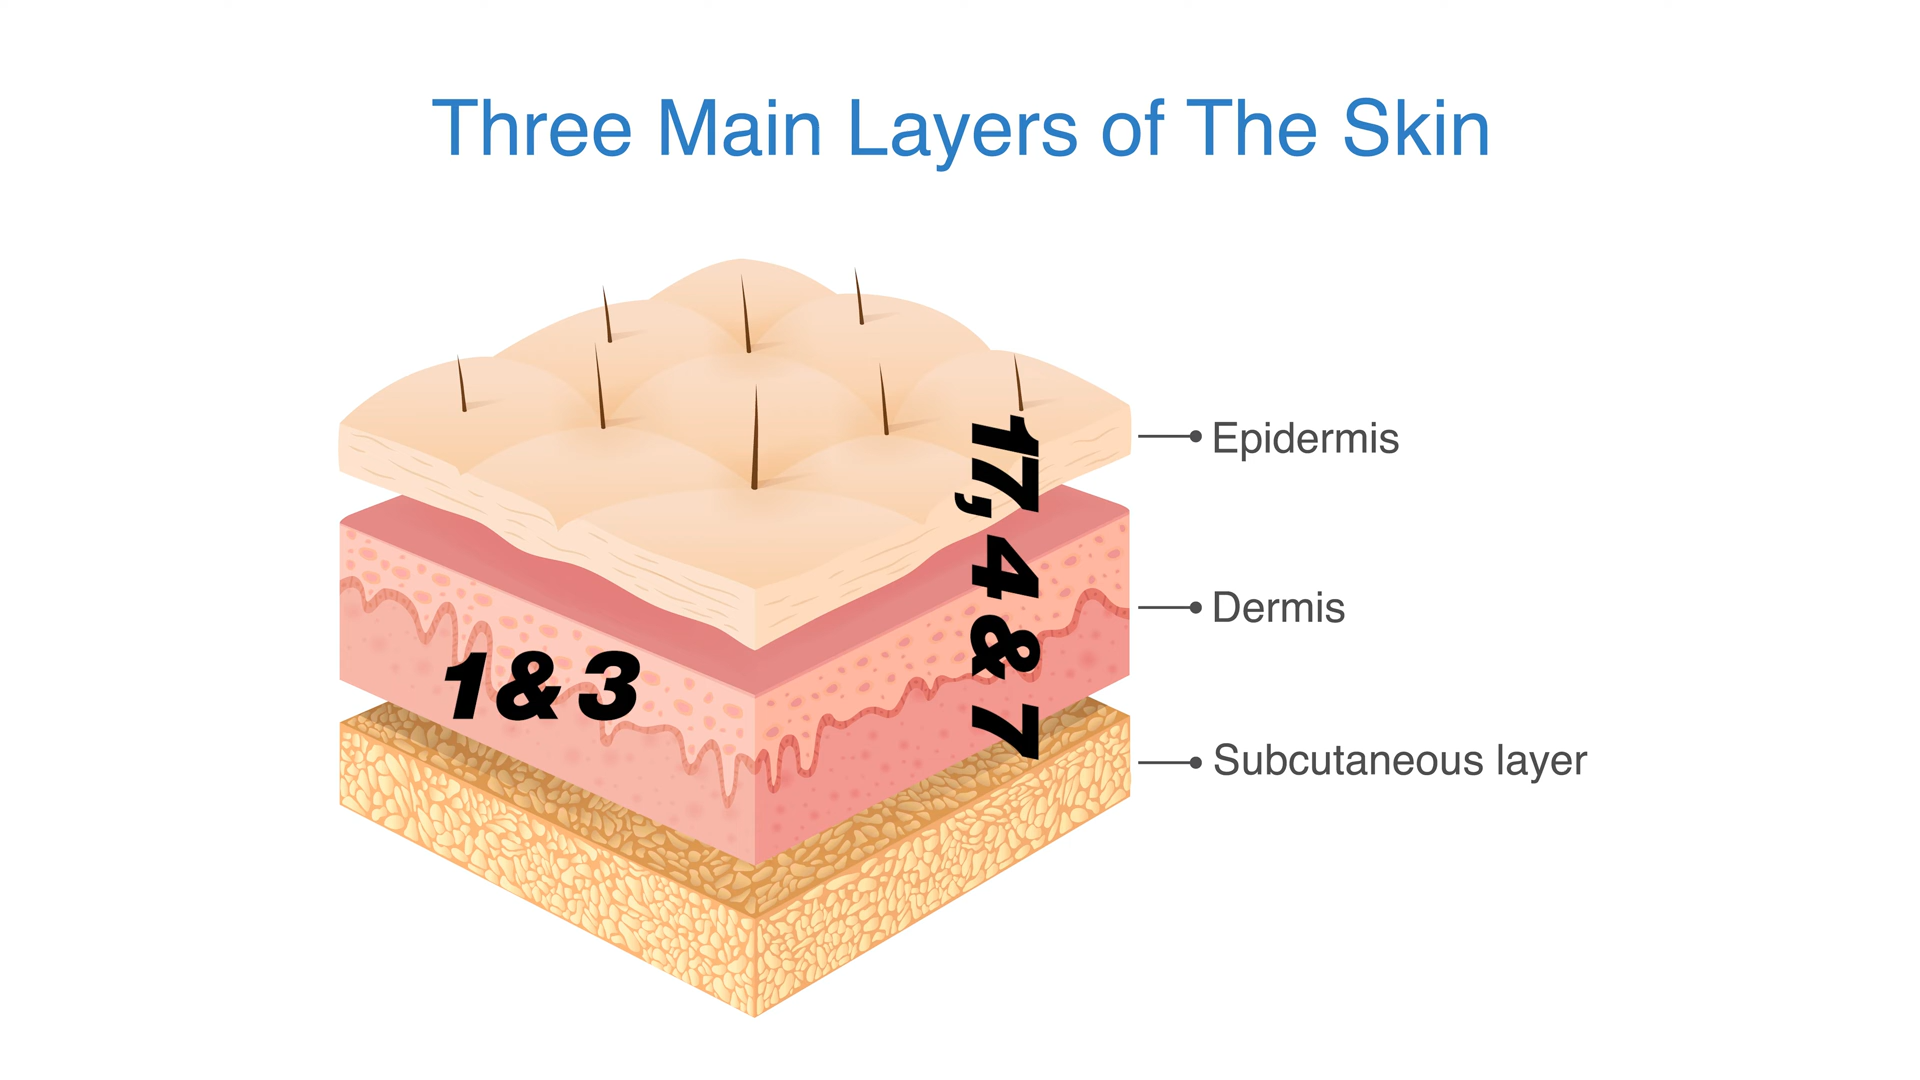 Three Main Layers of The Skin
Epidermis
17, 4 & 7
Dermis
1 & 3
Subcutaneous layer